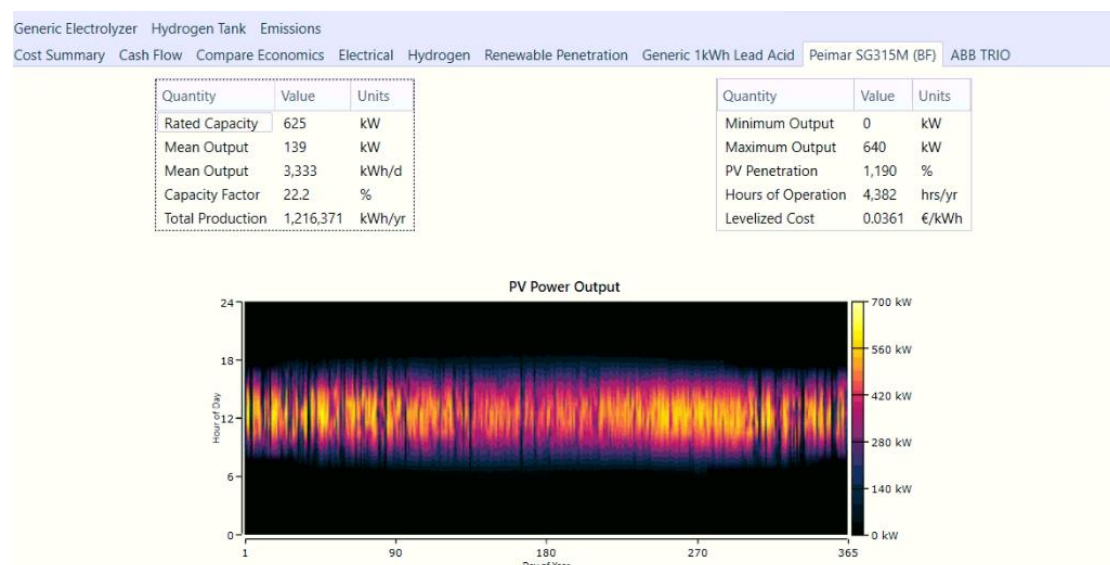 Generic Electrolyzer Hydrogen Tank Emissions
Cost Summary Cash Flow Compare Economics Electrical Hydrogen Renewable Penetration Generic 1kWh Lead Acid Peimar SG315M (BF) ABB TRIO
Quantity Value Units
Rated Capacity 625 kW
Mean Output 139 kW
Mean Output 3,333 kWh/d
Capacity Factor 22.2 %
Total Production 1,216,371 kWh/yr
Quantity Value Units
Minimum Output 0 kW
Maximum Output 640 kW
PV Penetration 1,190 %
Hours of Operation 4,382 hrs/yr
Levelized Cost 0.0361 €/kWh
PV Power Output
24
18
12
6
0
Hour of Day
700 kW
560 kW
420 kW
280 kW
140 kW
0 kW
1 90 180 270 365
Day of Year